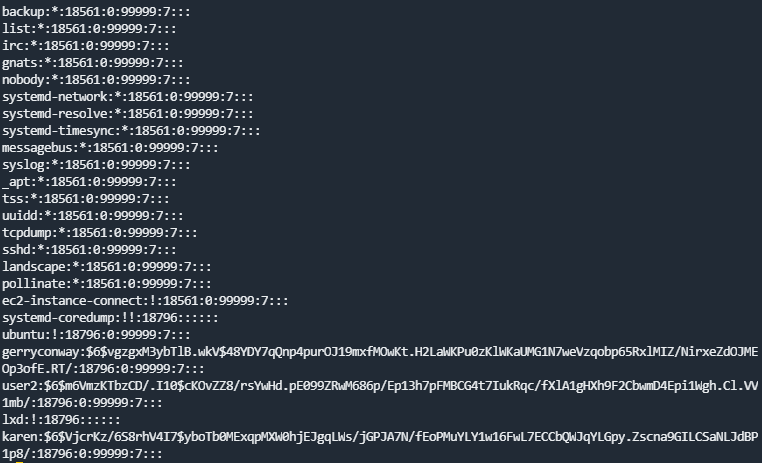 backup:*:18561:0:99999:7:::
list:*:18561:0:99999:7:::
irc:*:18561:0:99999:7:::
gnats:*:18561:0:99999:7:::
nobody:*:18561:0:99999:7:::
systemd-network:*:18561:0:99999:7:::
systemd-resolve:*:18561:0:99999:7:::
systemd-timesync:*:18561:0:99999:7:::
messagebus:*:18561:0:99999:7:::
syslog:*:18561:0:99999:7:::
_apt:*:18561:0:99999:7:::
tss:*:18561:0:99999:7:::
uuidd:*:18561:0:99999:7:::
tcpdump:*:18561:0:99999:7:::
sshd:*:18561:0:99999:7:::
landscape:*:18561:0:99999:7:::
pollinate:*:18561:0:99999:7:::
ec2-instance-connect:!:18561:0:99999:7:::
systemd-coredump:!!:18796::::::
ubuntu:!:18796:0:99999:7:::
gerryconway:$6$vgzgxM3ybTlB.wkV$48YDY7qQnp4purOJ19mxfMOwKt.H2LaWKPu0zKlWKaUMG1N7weVzqobp65RxlMIZ/NirxeZdOJME
Op3ofE.RT/:18796:0:99999:7:::
user2:$6$m6VmzKTbzCD/.I10$cKOvZZ8/rsYwHd.pE099ZRwM686p/Ep13h7pFMBCG4t7IukRqc/fXlA1gHXh9F2CbwmD4Epi1Wgh.Cl.VV
1mb/:18796:0:99999:7:::
lxd:!:18796::::::
karen:$6$VjcrKz/6S8rhV4I7$yboTb0MExqpMXW0hjEJgqLWs/jGPJA7N/fEoPMuYLY1w16FwL7ECCbQWJqYLGpy.Zscna9GILCSaNLJdBP
1p8/:18796:0:99999:7:::